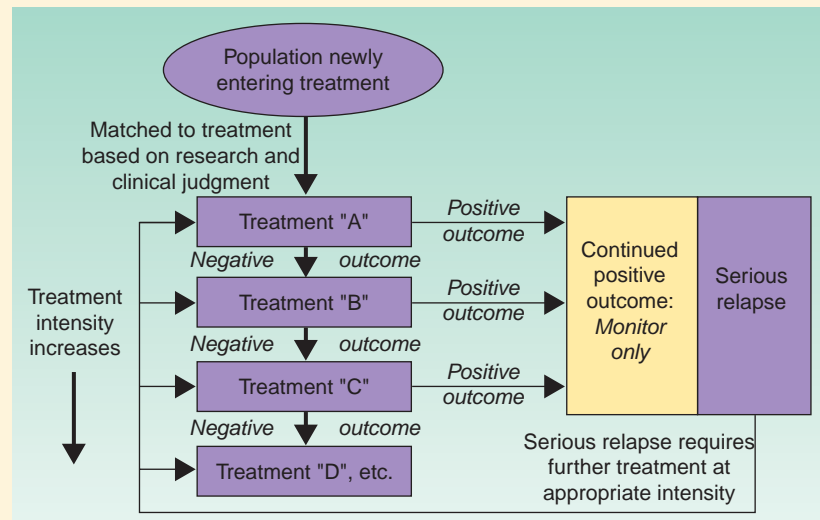 Population newly
entering treatment
Matched to treatment
based on research and
clinical judgment
Treatment "A"
Positive
outcome
Negative outcome
Treatment "B"
Positive
outcome
Negative outcome
Treatment "C"
Positive
outcome
Negative outcome
Treatment "D", etc.
Treatment
intensity
increases
Continued
positive
outcome:
Monitor
only
Serious
relapse
Serious relapse requires
further treatment at
appropriate intensity